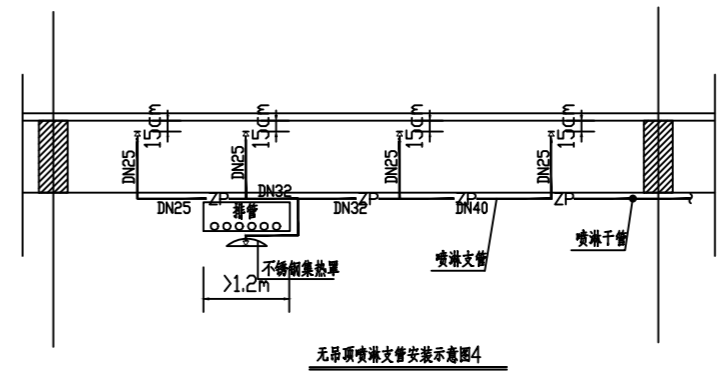 15cm
15cm
15cm
15cm
DN25
DN25
DN25
DN25
ZP
DN32
ZP
ZP
ZP
DN25
排管
DN32
DN40
喷淋干管
喷淋支管
不锈钢集热罩
>1.2m
无吊顶喷淋支管安装示意图4